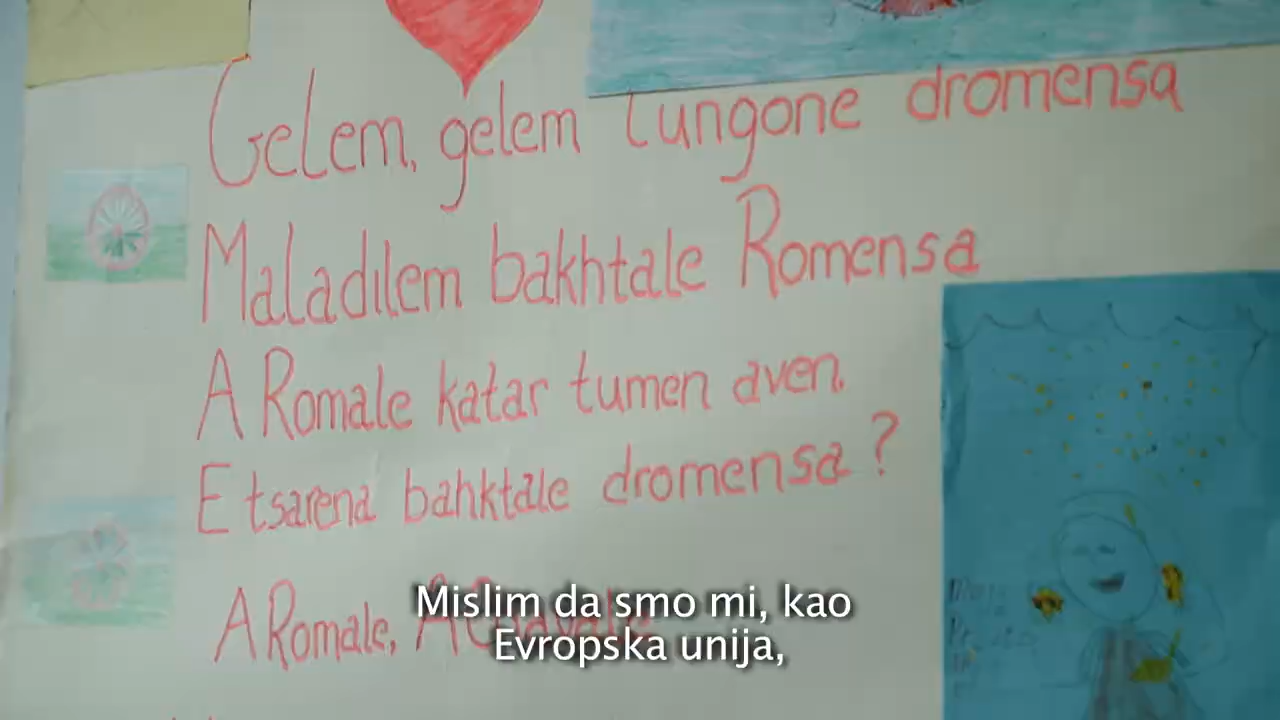 Gelem, gelem lungone dromensa
Maladilem bakhtale Romensa
A Romale katar tumen aven
E tsarena bahktale dromensa?
A Romale, A
Mislim da smo mi, kao
Evropska unija,